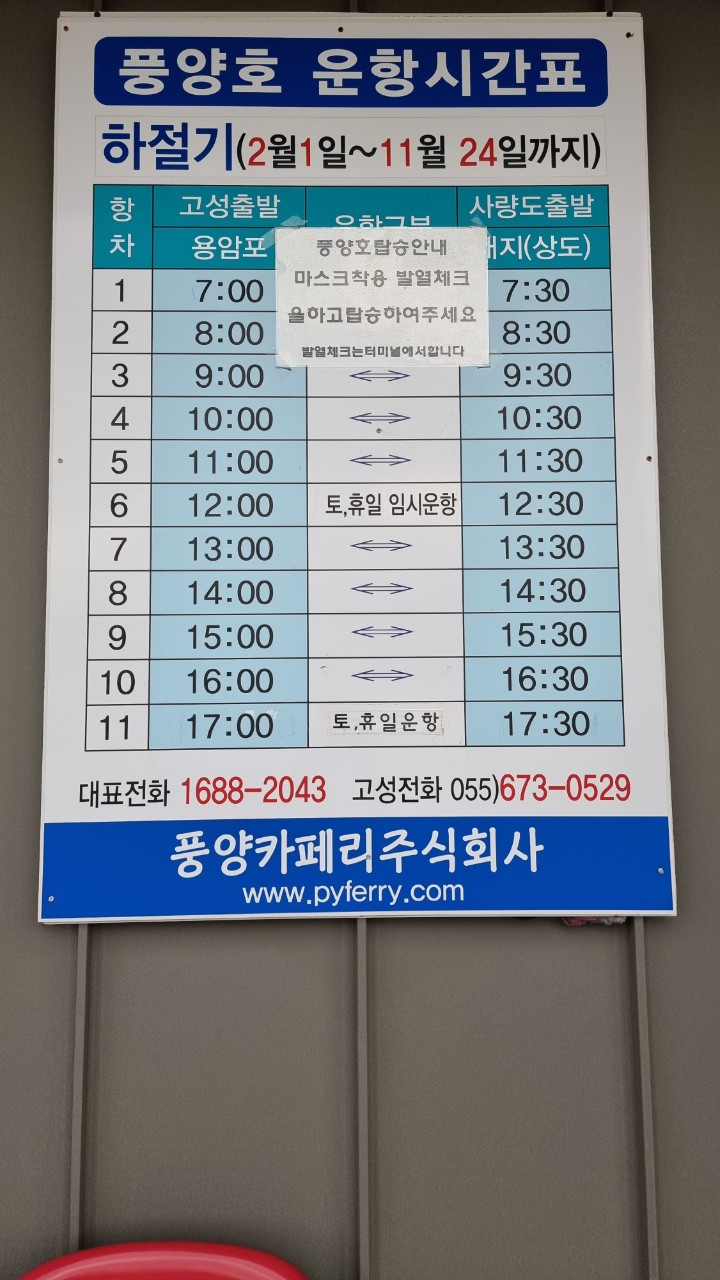 풍양호 운항시간표
하절기(2월1일~11월 24일까지)
항차 고성출발 사량도출발
용암포
풍양호탑승안내
마스크착용 발열체크
을하고탑승하여주세요
발열체크는터미널에서합니다
1 7:00 7:30
2 8:00 8:30
3 9:00 9:30
4 10:00 10:30
5 11:00 11:30
6 12:00 토,휴일 임시운항 12:30
7 13:00 13:30
8 14:00 14:30
9 15:00 15:30
10 16:00 16:30
11 17:00 토,휴일운항 17:30
대표전화 1688-2043 고성전화 055)673-0529
풍양카페리주식회사
www.pyferry.com